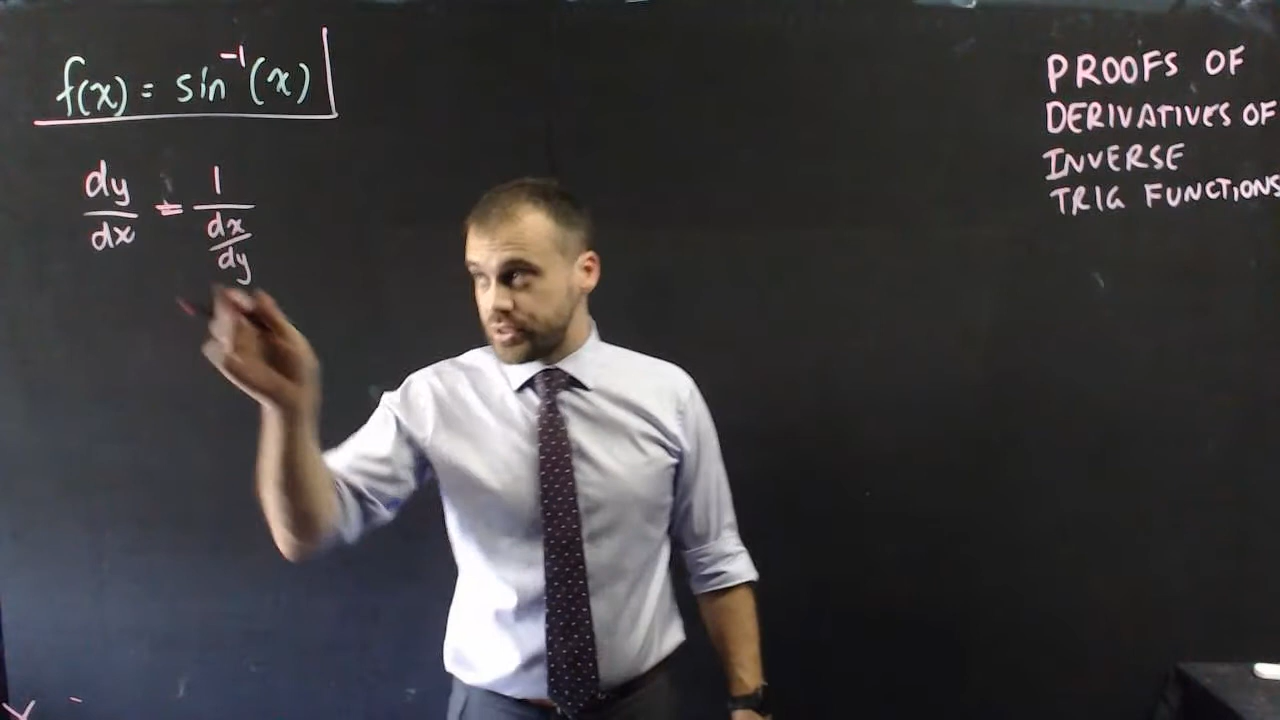 f(x) = sin⁻¹(x)
dy/dx = 1/(dx/dy)
PROOFS OF
DERIVATIVES OF
INVERSE
TRIG FUNCTIONS